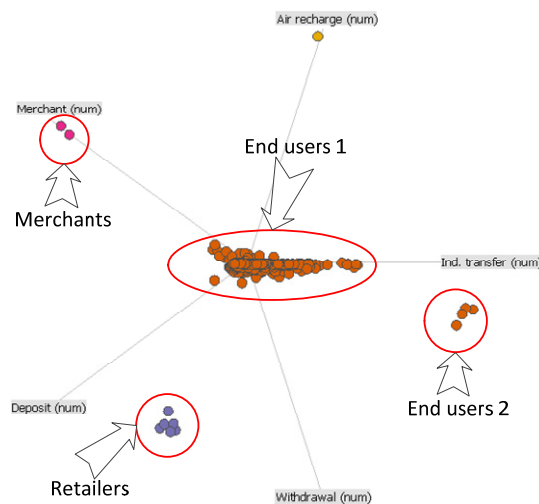 Air recharge (num)
Merchant (num)
End users 1
Merchants
Ind. transfer (num)
Deposit (num)
End users 2
Retailers
Withdrawal (num)